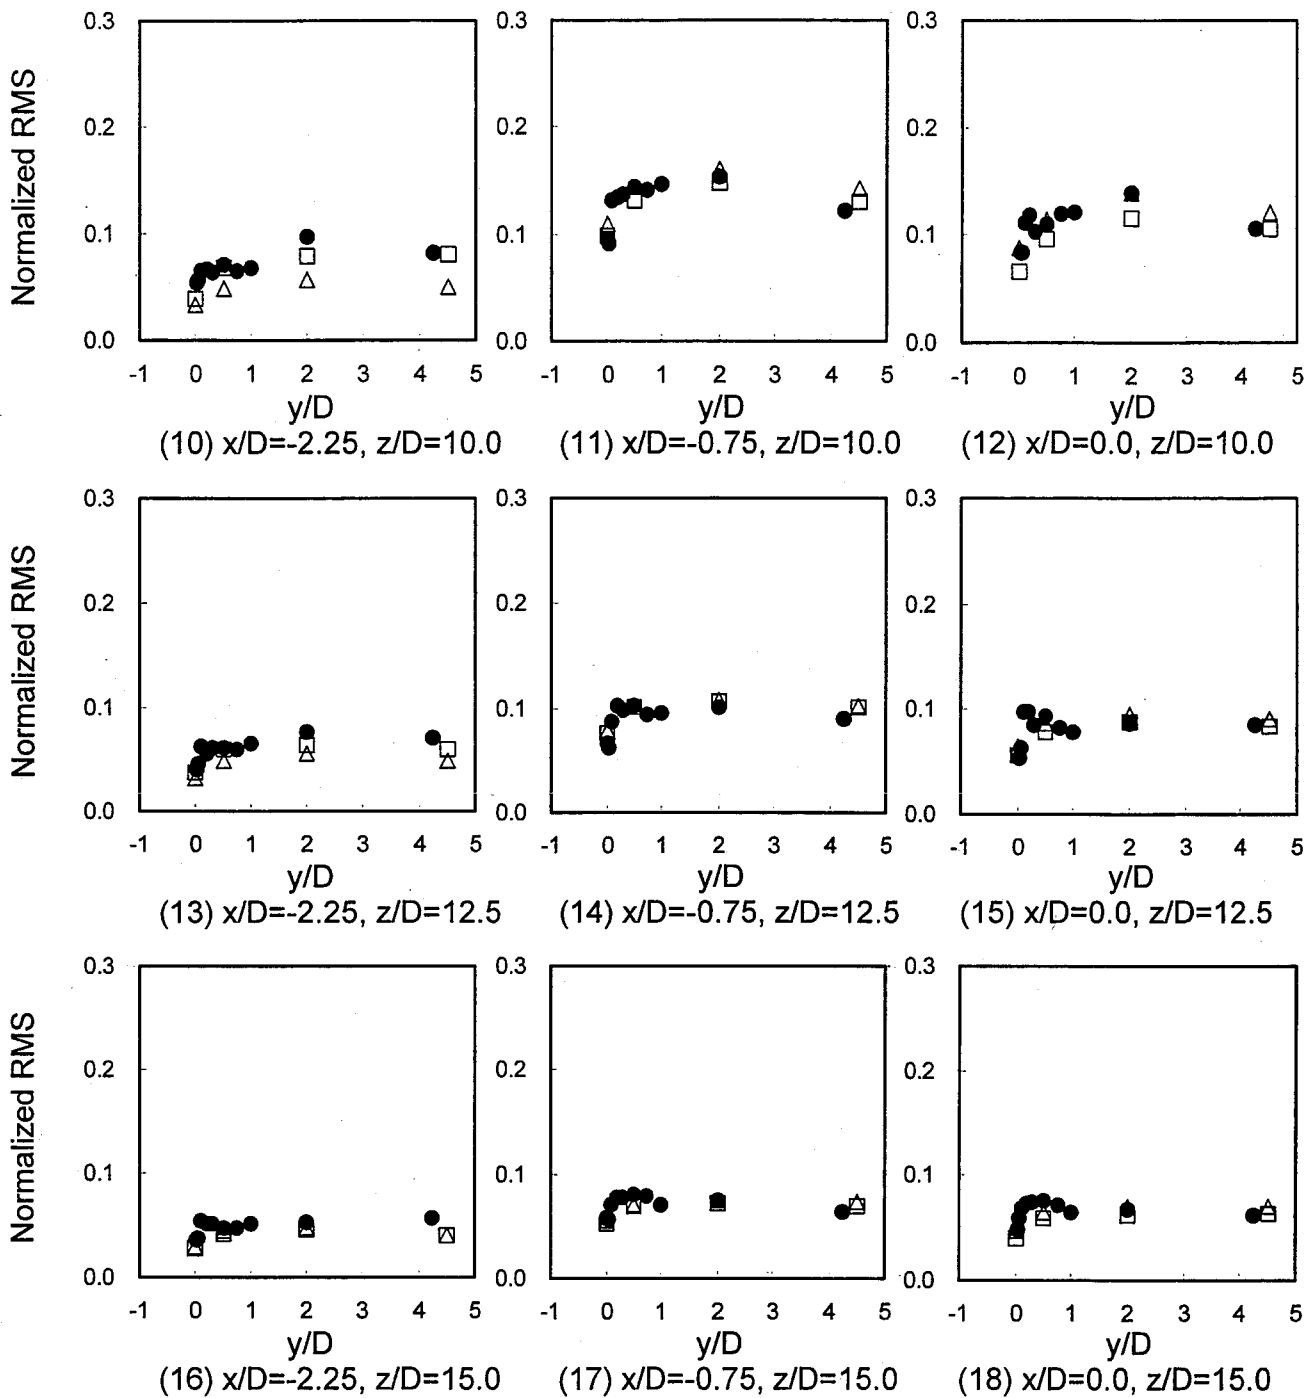 Normalized RMS
0.3 0.2 0.1 0.0
-1 0 1 2 3 4 5
y/D
(10) x/D=-2.25, z/D=10.0
0.3 0.2 0.1 0.0
-1 0 1 2 3 4 5
y/D
(11) x/D=-0.75, z/D=10.0
0.3 0.2 0.1 0.0
-1 0 1 2 3 4 5
y/D
(12) x/D=0.0, z/D=10.0
Normalized RMS
0.3 0.2 0.1 0.0
-1 0 1 2 3 4 5
y/D
(13) x/D=-2.25, z/D=12.5
0.3 0.2 0.1 0.0
-1 0 1 2 3 4 5
y/D
(14) x/D=-0.75, z/D=12.5
0.3 0.2 0.1 0.0
-1 0 1 2 3 4 5
y/D
(15) x/D=0.0, z/D=12.5
Normalized RMS
0.3 0.2 0.1 0.0
-1 0 1 2 3 4 5
y/D
(16) x/D=-2.25, z/D=15.0
0.3 0.2 0.1 0.0
-1 0 1 2 3 4 5
y/D
(17) x/D=-0.75, z/D=15.0
0.3 0.2 0.1 0.0
-1 0 1 2 3 4 5
y/D
(18) x/D=0.0, z/D=15.0